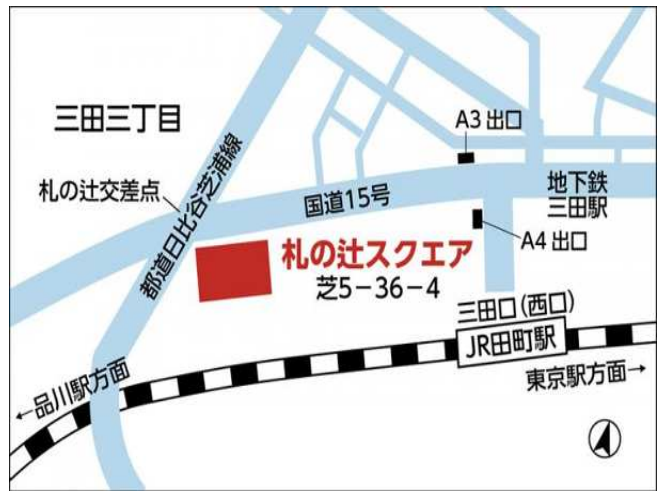 三田三丁目
A3 出口
札の辻交差点
都道日比谷芝浦線
国道15号
地下鉄
三田駅
A4 出口
札の辻スクエア
芝5-36-4
三田口(西口)
JR田町駅
←品川駅方面
東京駅方面→